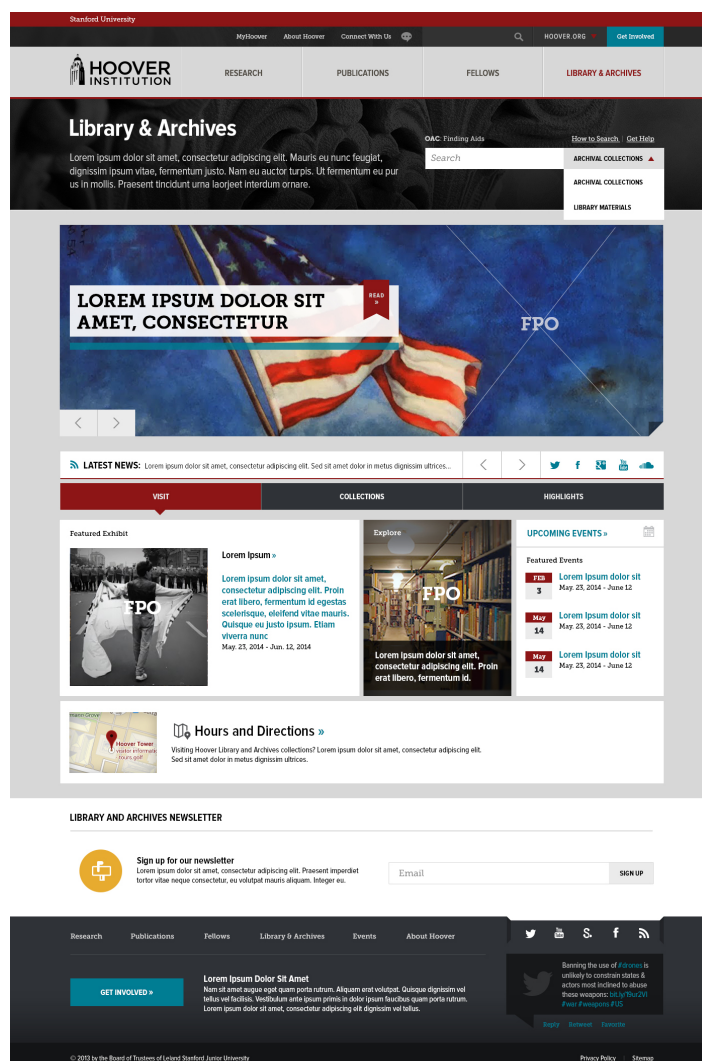 Stanford University
MyHoover About Hoover Connect With Us HOOVER.ORG Get Involved
HOOVER
INSTITUTION
RESEARCH PUBLICATIONS FELLOWS LIBRARY & ARCHIVES
Library & Archives
Lorem ipsum dolor sit amet, consectetur adipiscing elit. Mauris eu nunc feugiat,
dignissim ipsum vitae, fermentum justo. Nam eu auctor turpis. Ut fermentum eu pur
us in mollis. Praesent tincidunt urna laorjeet interdum ornare.
OAC: Finding Aids How to Search | Get Help
Search ARCHIVAL COLLECTIONS
ARCHIVAL COLLECTIONS
LIBRARY MATERIALS
LOREM IPSUM DOLOR SIT
AMET, CONSECTETUR
READ
»
FPO
LATEST NEWS: Lorem ipsum dolor sit amet, consectetur adipiscing elit. Sed sit amet dolor in metus dignissim ultrices...
VISIT COLLECTIONS HIGHLIGHTS
Featured Exhibit
FPO
Lorem Ipsum »
Lorem ipsum dolor sit amet,
consectetur adipiscing elit. Proin
erat libero, fermentum id egestas
scelerisque, eleifend vitae mauris.
Quisque eu justo ipsum. Etiam
viverra nunc
May. 23, 2014 - Jun. 12, 2014
Explore
FPO
Lorem ipsum dolor sit amet,
consectetur adipiscing elit. Proin
erat libero, fermentum id.
UPCOMING EVENTS »
Featured Events
FEB
3
Lorem Ipsum dolor sit
May. 23, 2014 - June 12
May
14
Lorem Ipsum dolor sit
May. 23, 2014 - June 12
May
14
Lorem Ipsum dolor sit
May. 23, 2014 - June 12
mann Grove
Hoover Tower
visitor informatic
tours golf
Hours and Directions »
Visiting Hoover Library and Archives collections? Lorem ipsum dolor sit amet, consectetur adipiscing elit.
Sed sit amet dolor in metus dignissim ultrices.
LIBRARY AND ARCHIVES NEWSLETTER
Sign up for our newsletter
Lorem ipsum dolor sit amet, consectetur adipiscing elit. Praesent imperdiet
tortor vitae neque consectetur, eu volutpat mauris aliquam. Integer eu.
Email SIGN UP
Research Publications Fellows Library & Archives Events About Hoover
GET INVOLVED »
Lorem Ipsum Dolor Sit Amet
Nam sit amet augue eget quam porta rutrum. Aliquam erat volutpat. Quisque dignissim vel
tellus vel facilisis. Vestibulum ante ipsum primis in dolor ipsum faucibus quam porta rutrum.
Lorem ipsum dolor sit amet, consectetur adipiscing elit dignissim vel tellus.
Banning the use of #drones is
unlikely to constrain states &
actors most inclined to abuse
these weapons:
#war #weapons #US
Reply Retweet Favorite
© 2013 by the Board of Trustees of Leland Stanford Junior University Privacy Policy | Sitemap